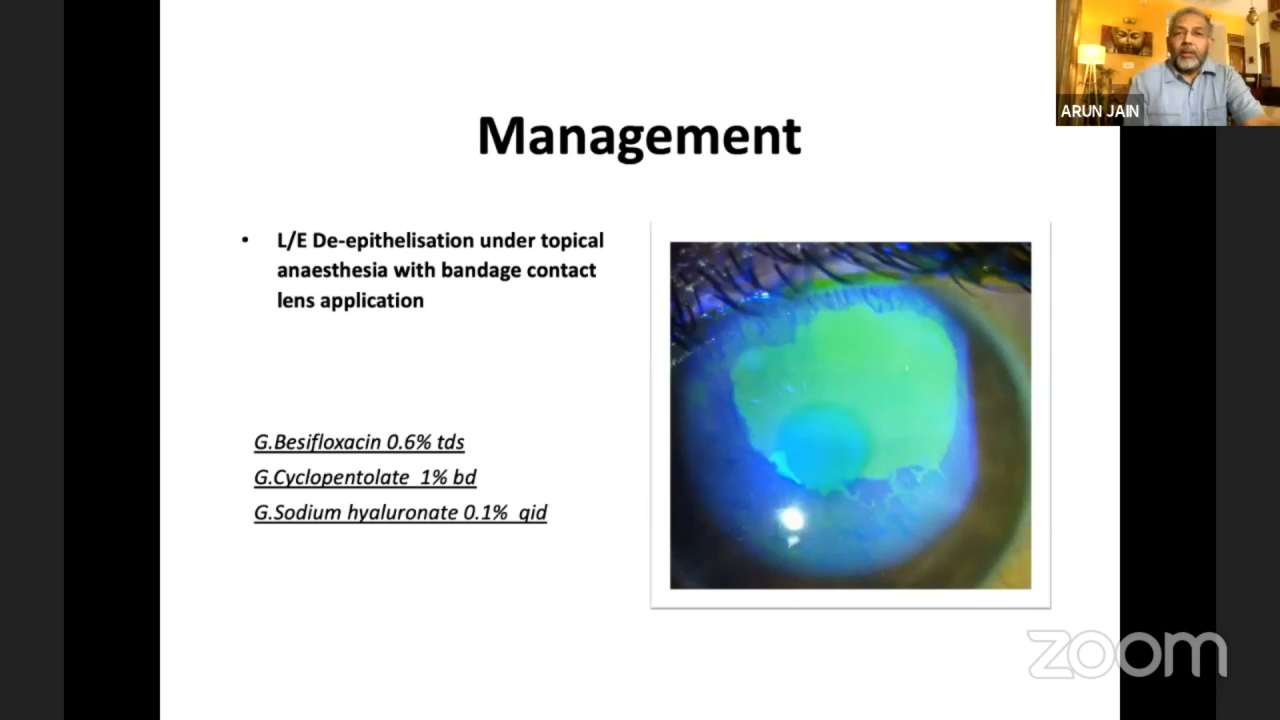 ARUN JAIN
Management
• L/E De-epithelisation under topical
anaesthesia with bandage contact
lens application
G.Besifloxacin 0.6% tds
G.Cyclopentolate 1% bd
G.Sodium hyaluronate 0.1% qid
zoom